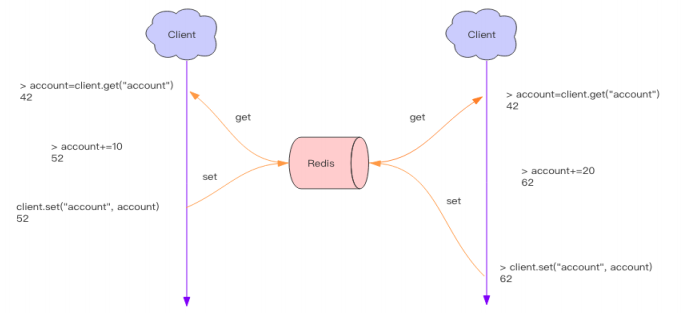 Client
Client
> account=client.get("account")
42
> account=client.get("account")
42
get
get
> account+=10
52
Redis
> account+=20
62
set
set
client.set("account", account)
52
> client.set("account", account)
62